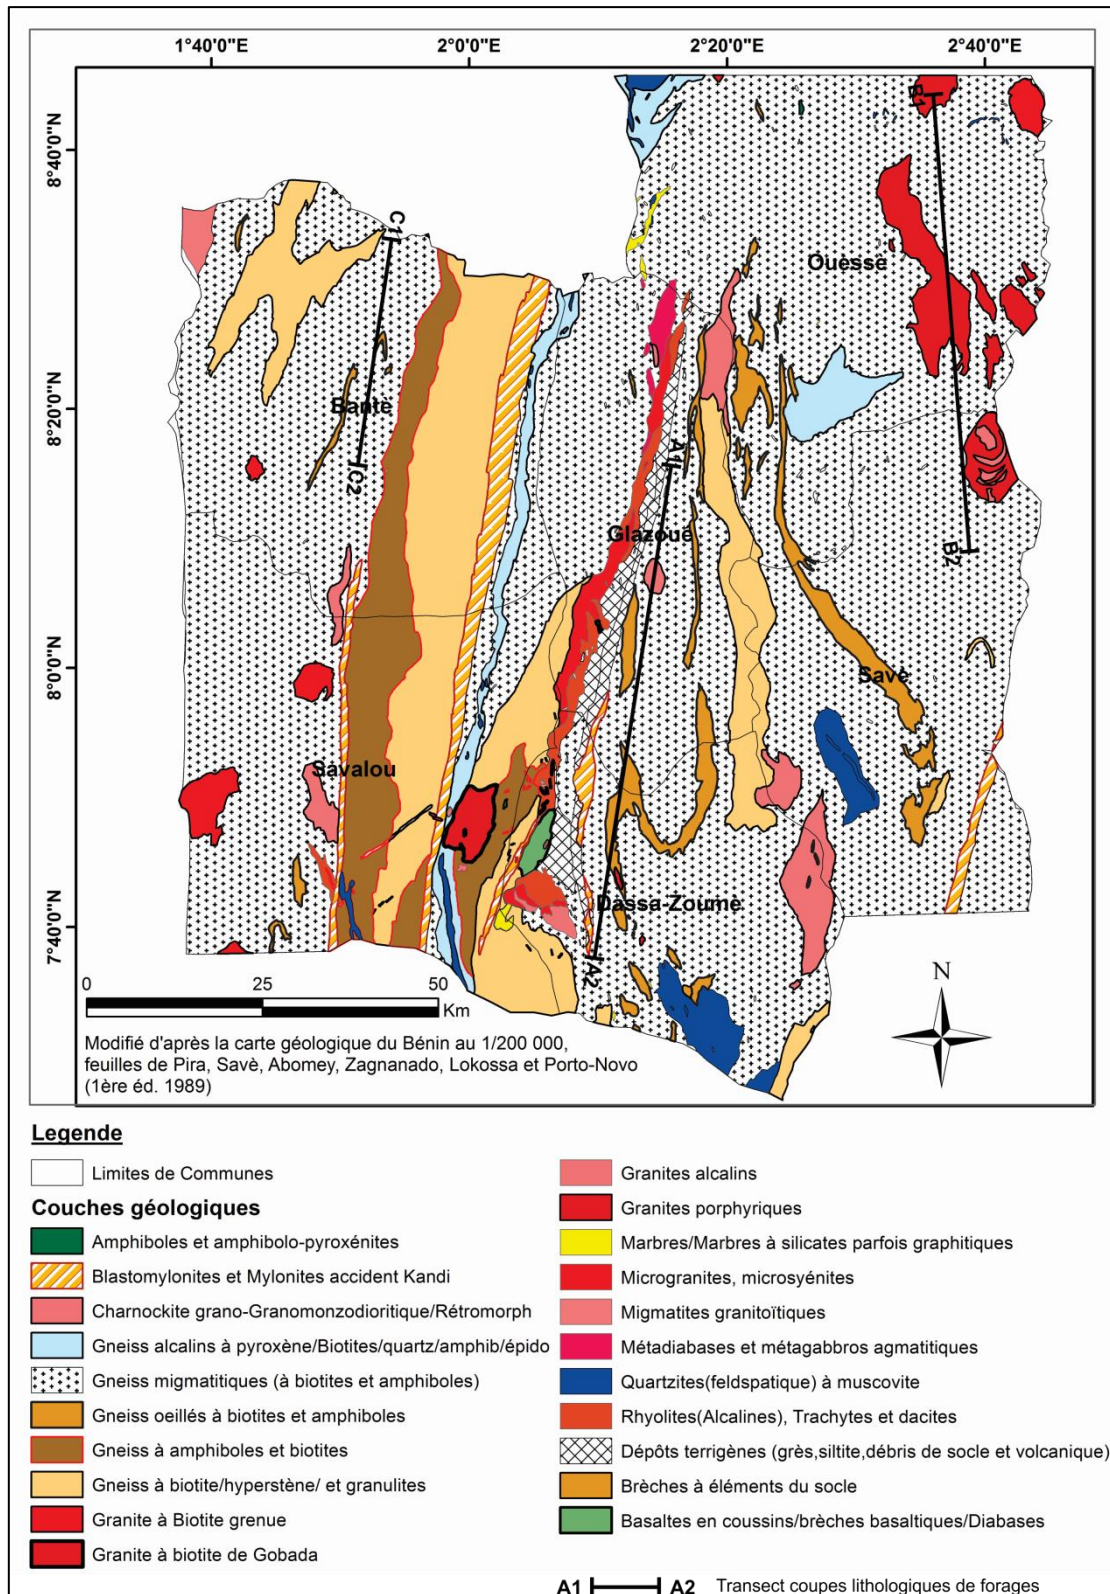 1°40'0"E 2°0'0"E 2°20'0"E 2°40'0"E
8°40'0"N
8°20'0"N
8°0'0"N
7°40'0"N
B1
C1
Ouèssè
Bantè
A1
C2
Glazoué
B2
Savè
Savalou
Dassa-Zoumè
A2
N
0 25 50
Km
Modifié d'après la carte géologique du Bénin au 1/200 000,
feuilles de Pira, Savè, Abomey, Zagnanado, Lokossa et Porto-Novo
(1ère éd. 1989)
Legende
Limites de Communes
Couches géologiques
Amphiboles et amphibolo-pyroxénites
Blastomylonites et Mylonites accident Kandi
Charnockite grano-Granomonzodioritique/Rétromorph
Gneiss alcalins à pyroxène/Biotites/quartz/amphib/épido
Gneiss migmatitiques (à biotites et amphiboles)
Gneiss oeillés à biotites et amphiboles
Gneiss à amphiboles et biotites
Gneiss à biotite/hyperstène/ et granulites
Granite à Biotite grenue
Granite à biotite de Gobada
Granites alcalins
Granites porphyriques
Marbres/Marbres à silicates parfois graphitiques
Microgranites, microsyénites
Migmatites granitoïtiques
Métadiabases et métagabbros agmatitiques
Quartzites(feldspatique) à muscovite
Rhyolites(Alcalines), Trachytes et dacites
Dépôts terrigènes (grès,siltite,débris de socle et volcanique)
Brèches à éléments du socle
Basaltes en coussins/brèches basaltiques/Diabases
A1 A2 Transect coupes lithologiques de forages